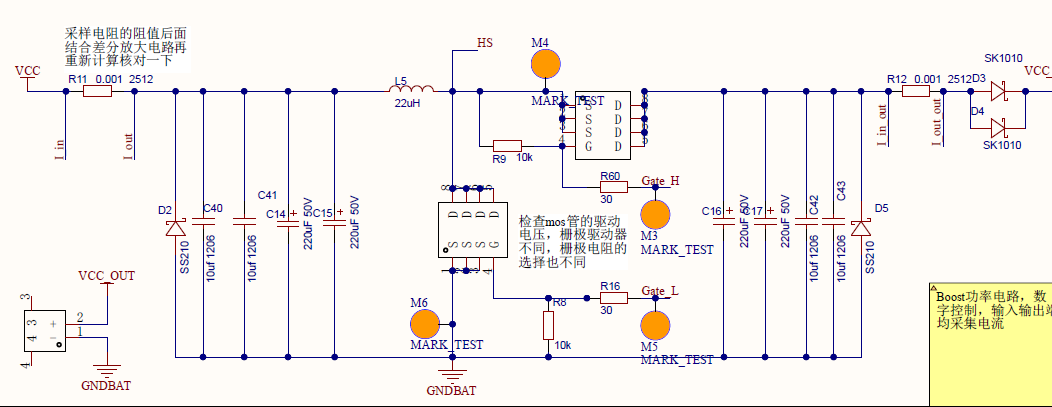 采样电阻的阻值后面
结合差分放大电路再
重新计算核对一下
VCC
R11 0.001 2512
I_in
I_out
L5
22uH
HS
M4
MARK_TEST
S D
S D
S D
G D
4
R9 10k
R60
30
Gate_H
M3
MARK_TEST
R12 0.001 2512
I_in_out
I_out_out
SK1010
D3
VCC_
D4
SK1010
D2
SS210
C40
10uf 1206
C41
10uf 1206
C14
220uF 50V
C15
220uF 50V
8
D D D D
S S S G
1
4
检查mos管的驱动
电压，栅极驱动器
不同，栅极电阻的
选择也不同
C16
220uF 50V
C17
220uF 50V
C42
10uf 1206
C43
10uf 1206
D5
SS210
VCC_OUT
3
3 +
4 -
2
1
4
GNDBAT
M6
MARK_TEST
R8
10k
R16
30
Gate_L
M5
MARK_TEST
GNDBAT
Boost功率电路，数
字控制，输入输出端
均采集电流